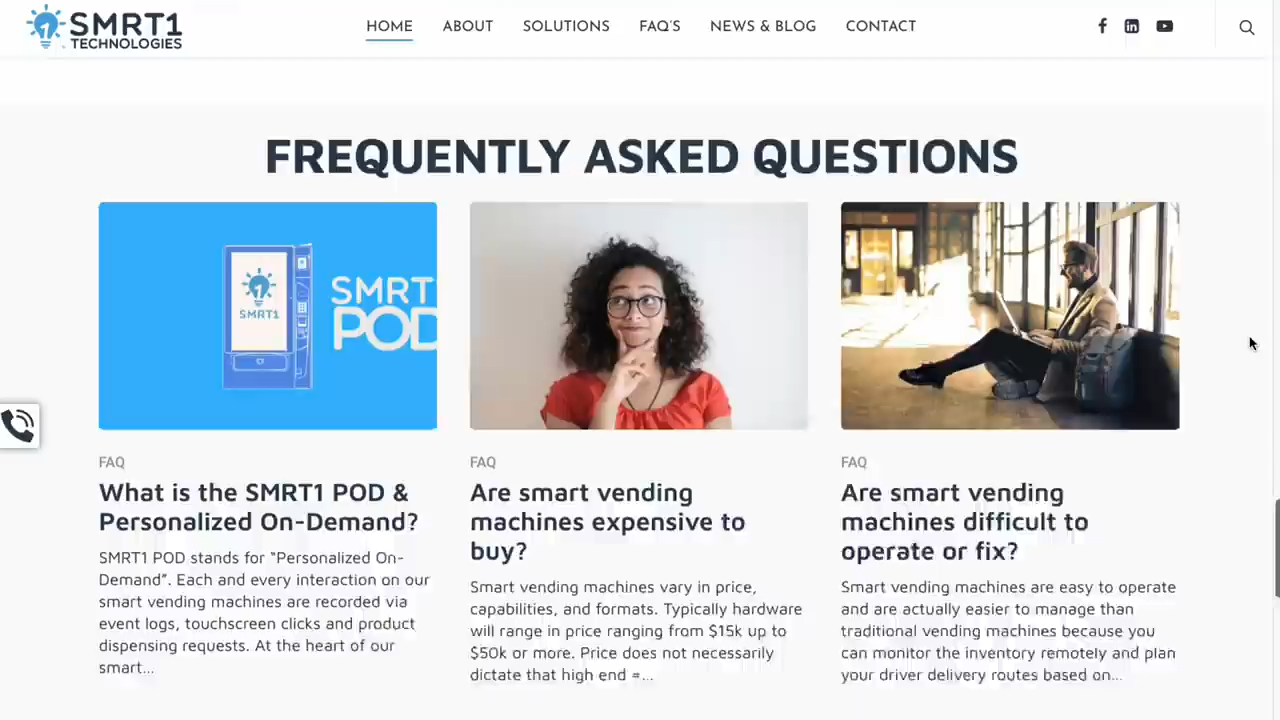 SMRT1
TECHNOLOGIES
HOME ABOUT SOLUTIONS FAQ'S NEWS & BLOG CONTACT
FREQUENTLY ASKED QUESTIONS
SMRT1
SMRT
POD
FAQ
What is the SMRT1 POD &
Personalized On-Demand?
SMRT1 POD stands for “Personalized On-
Demand”. Each and every interaction on our
smart vending machines are recorded via
event logs, touchscreen clicks and product
dispensing requests. At the heart of our
smart...
FAQ
Are smart vending
machines expensive to
buy?
Smart vending machines vary in price,
capabilities, and formats. Typically hardware
will range in price ranging from $15k up to
$50k or more. Price does not necessarily
dictate that high end =...
FAQ
Are smart vending
machines difficult to
operate or fix?
Smart vending machines are easy to operate
and are actually easier to manage than
traditional vending machines because you
can monitor the inventory remotely and plan
your driver delivery routes based on...